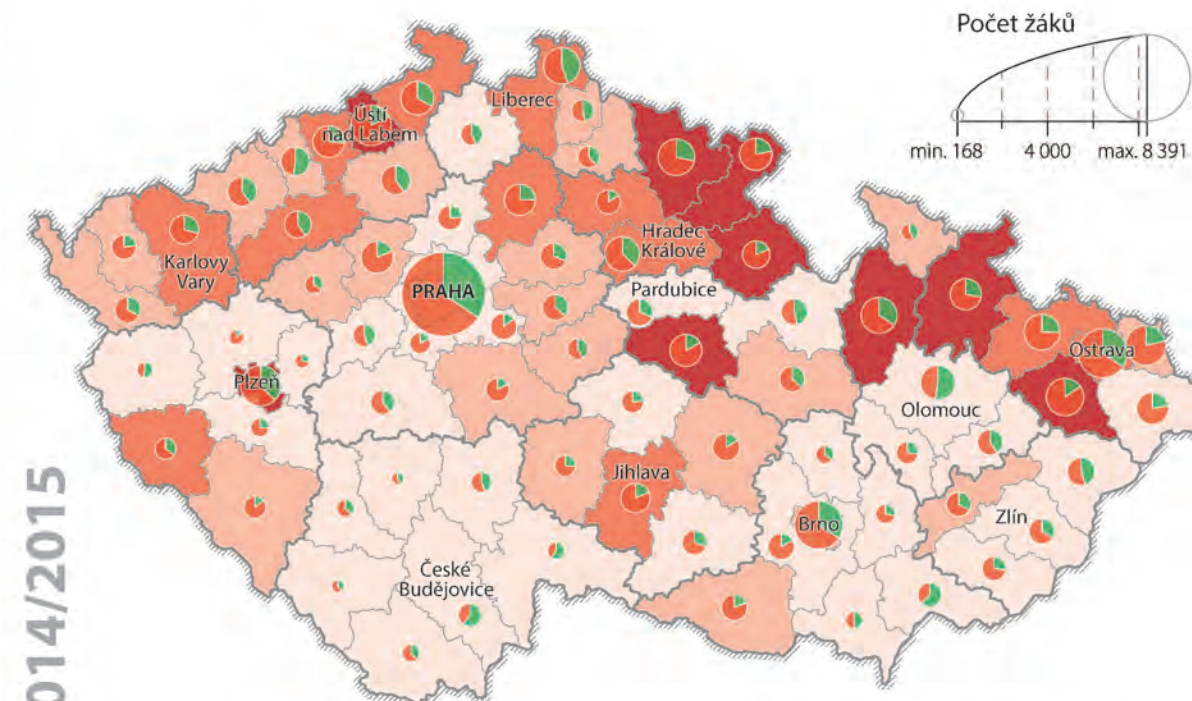 Počet žáků
min. 168 4 000 max. 8 391
Liberec
Ústí
nad Labem
Hradec
Králové
Karlovy
Vary
PRAHA
Pardubice
Ostrava
Plzeň
Olomouc
Jihlava
Zlín
Brno
České
Budějovice
014/2015